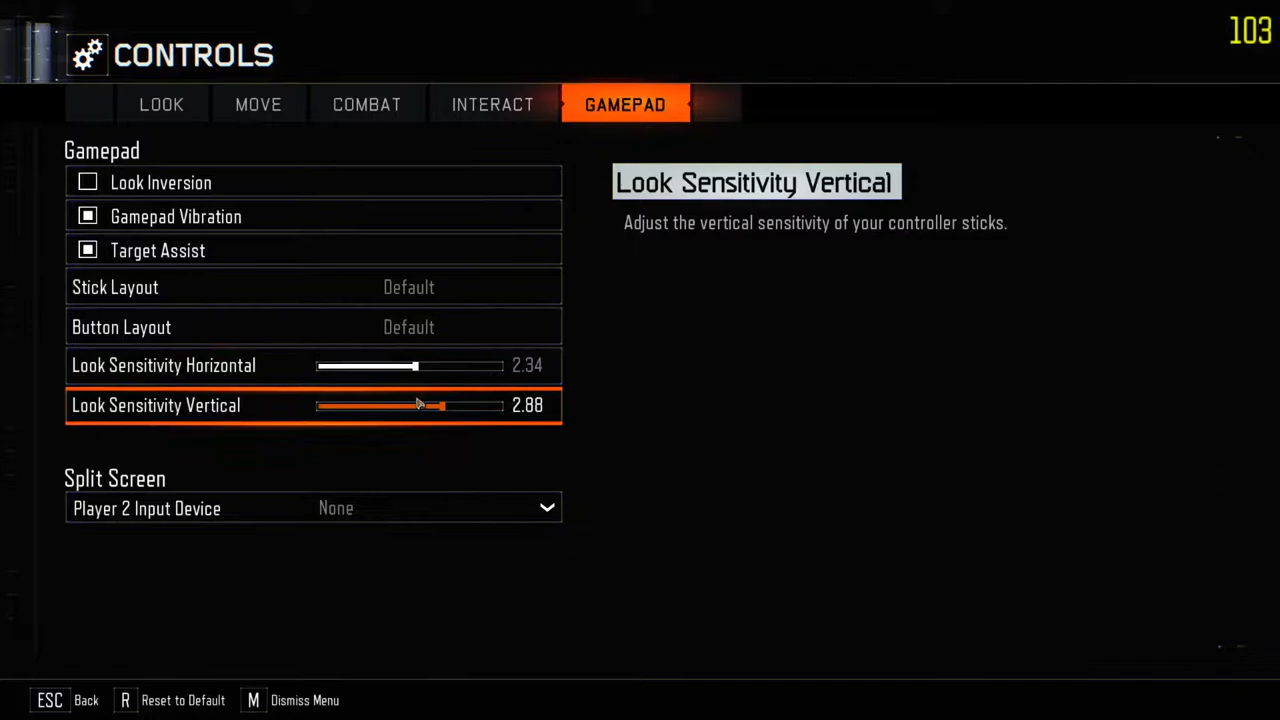 103
CONTROLS
LOOK MOVE COMBAT INTERACT GAMEPAD
Gamepad
Look Inversion
Gamepad Vibration
Target Assist
Stick Layout Default
Button Layout Default
Look Sensitivity Horizontal 2.34
Look Sensitivity Vertical 2.88
Split Screen
Player 2 Input Device None
Look Sensitivity Vertical
Adjust the vertical sensitivity of your controller sticks.
ESC Back R Reset to Default M Dismiss Menu